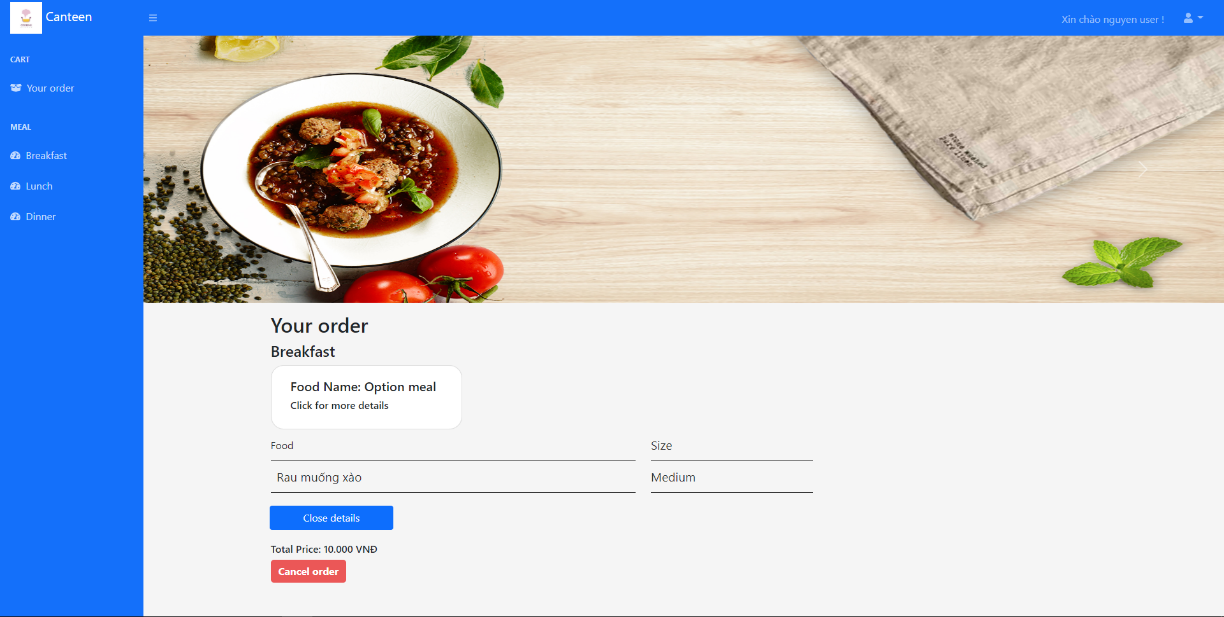 Canteen
Xin chào nguyen user !
CART
Your order
MEAL
Breakfast
Lunch
Dinner
Your order
Breakfast
Food Name: Option meal
Click for more details
Food Size
Rau muống xào Medium
Close details
Total Price: 10.000 VNĐ
Cancel order